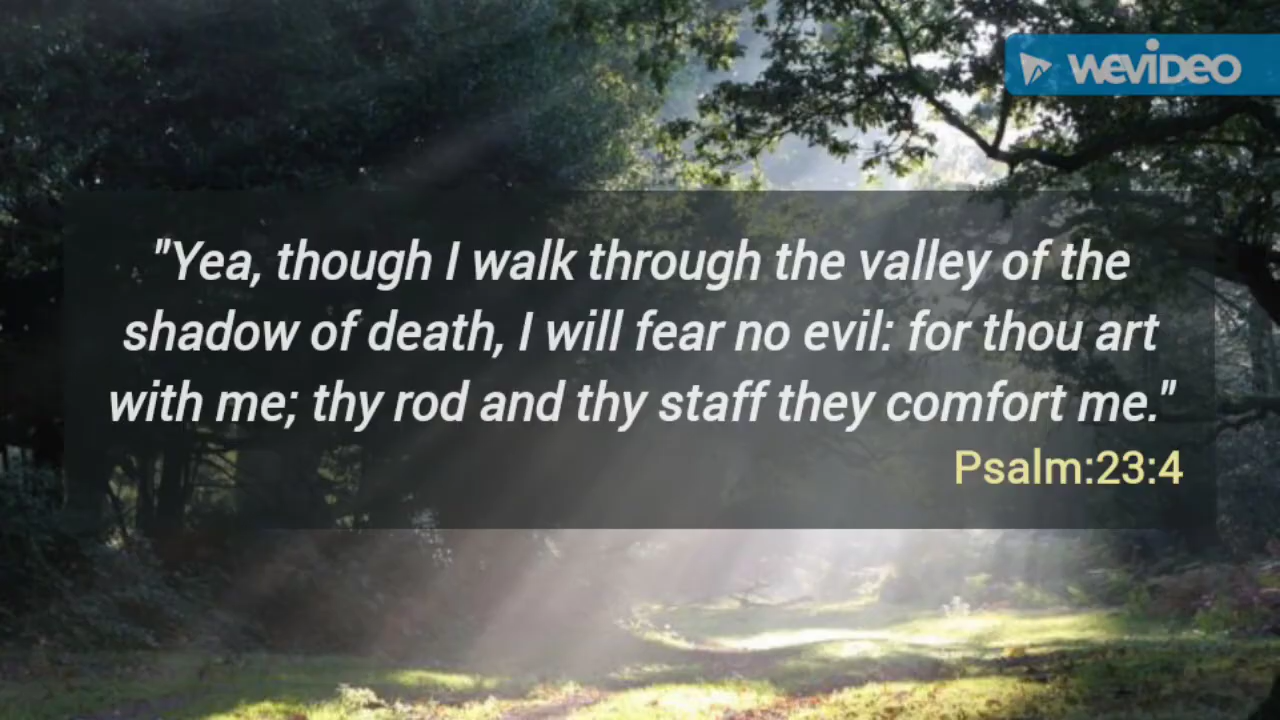 WEVIDEO
"Yea, though I walk through the valley of the
shadow of death, I will fear no evil: for thou art
with me; thy rod and thy staff they comfort me."
Psalm:23:4